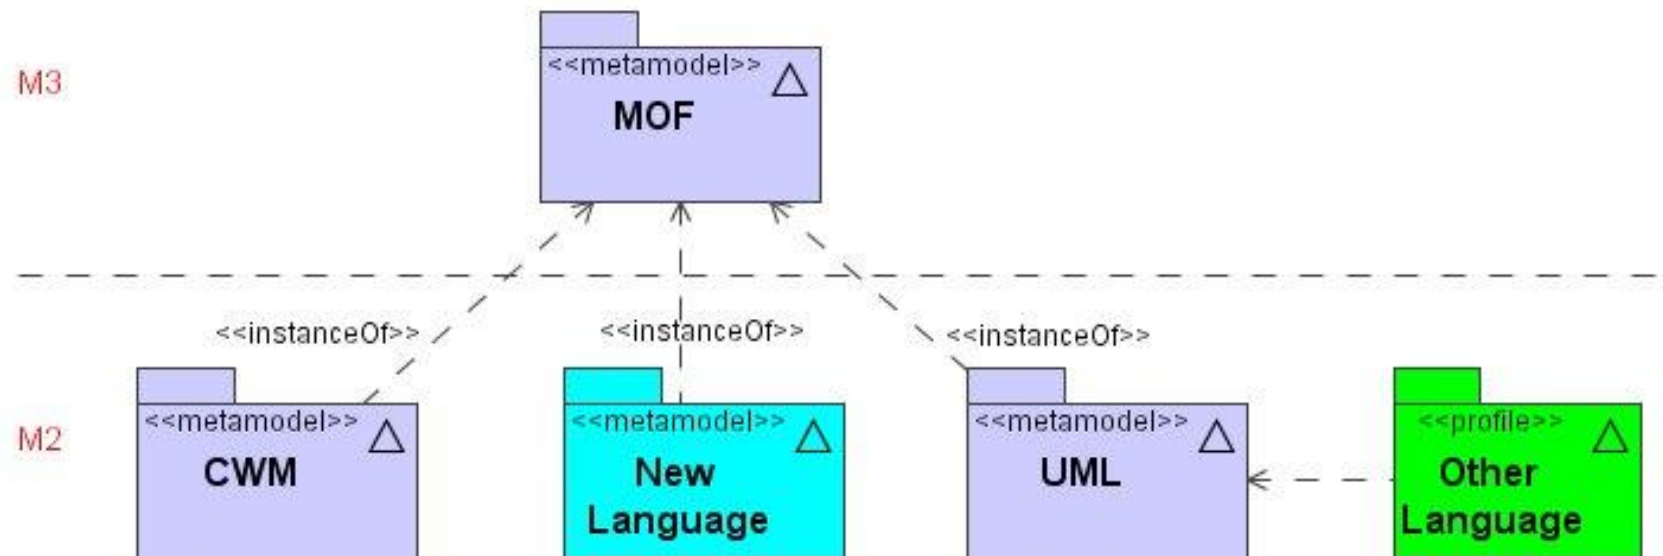 M3
<<metamodel>>
MOF
<<instanceOf>>
<<instanceOf>>
<<instanceOf>>
M2
<<metamodel>>
CWM
<<metamodel>>
New
Language
<<metamodel>>
UML
<<profile>>
Other
Language